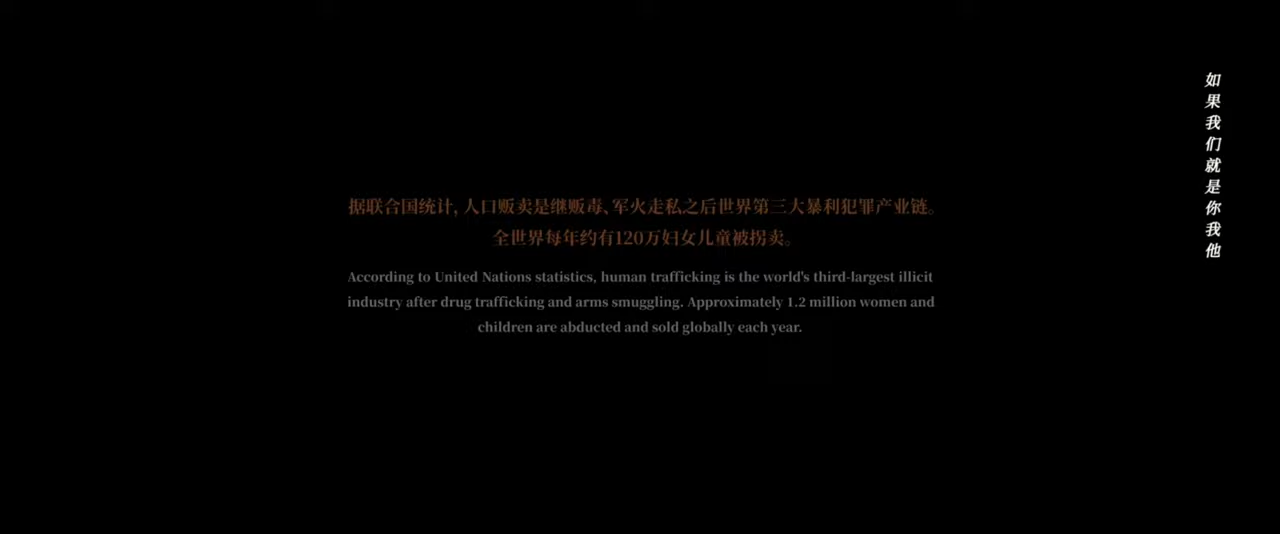 据联合国统计, 人口贩卖是继贩毒、军火走私之后世界第三大暴利犯罪产业链。
全世界每年约有120万妇女儿童被拐卖。
According to United Nations statistics, human trafficking is the world's third-largest illicit
industry after drug trafficking and arms smuggling. Approximately 1.2 million women and
children are abducted and sold globally each year.
如果我们就是你我他